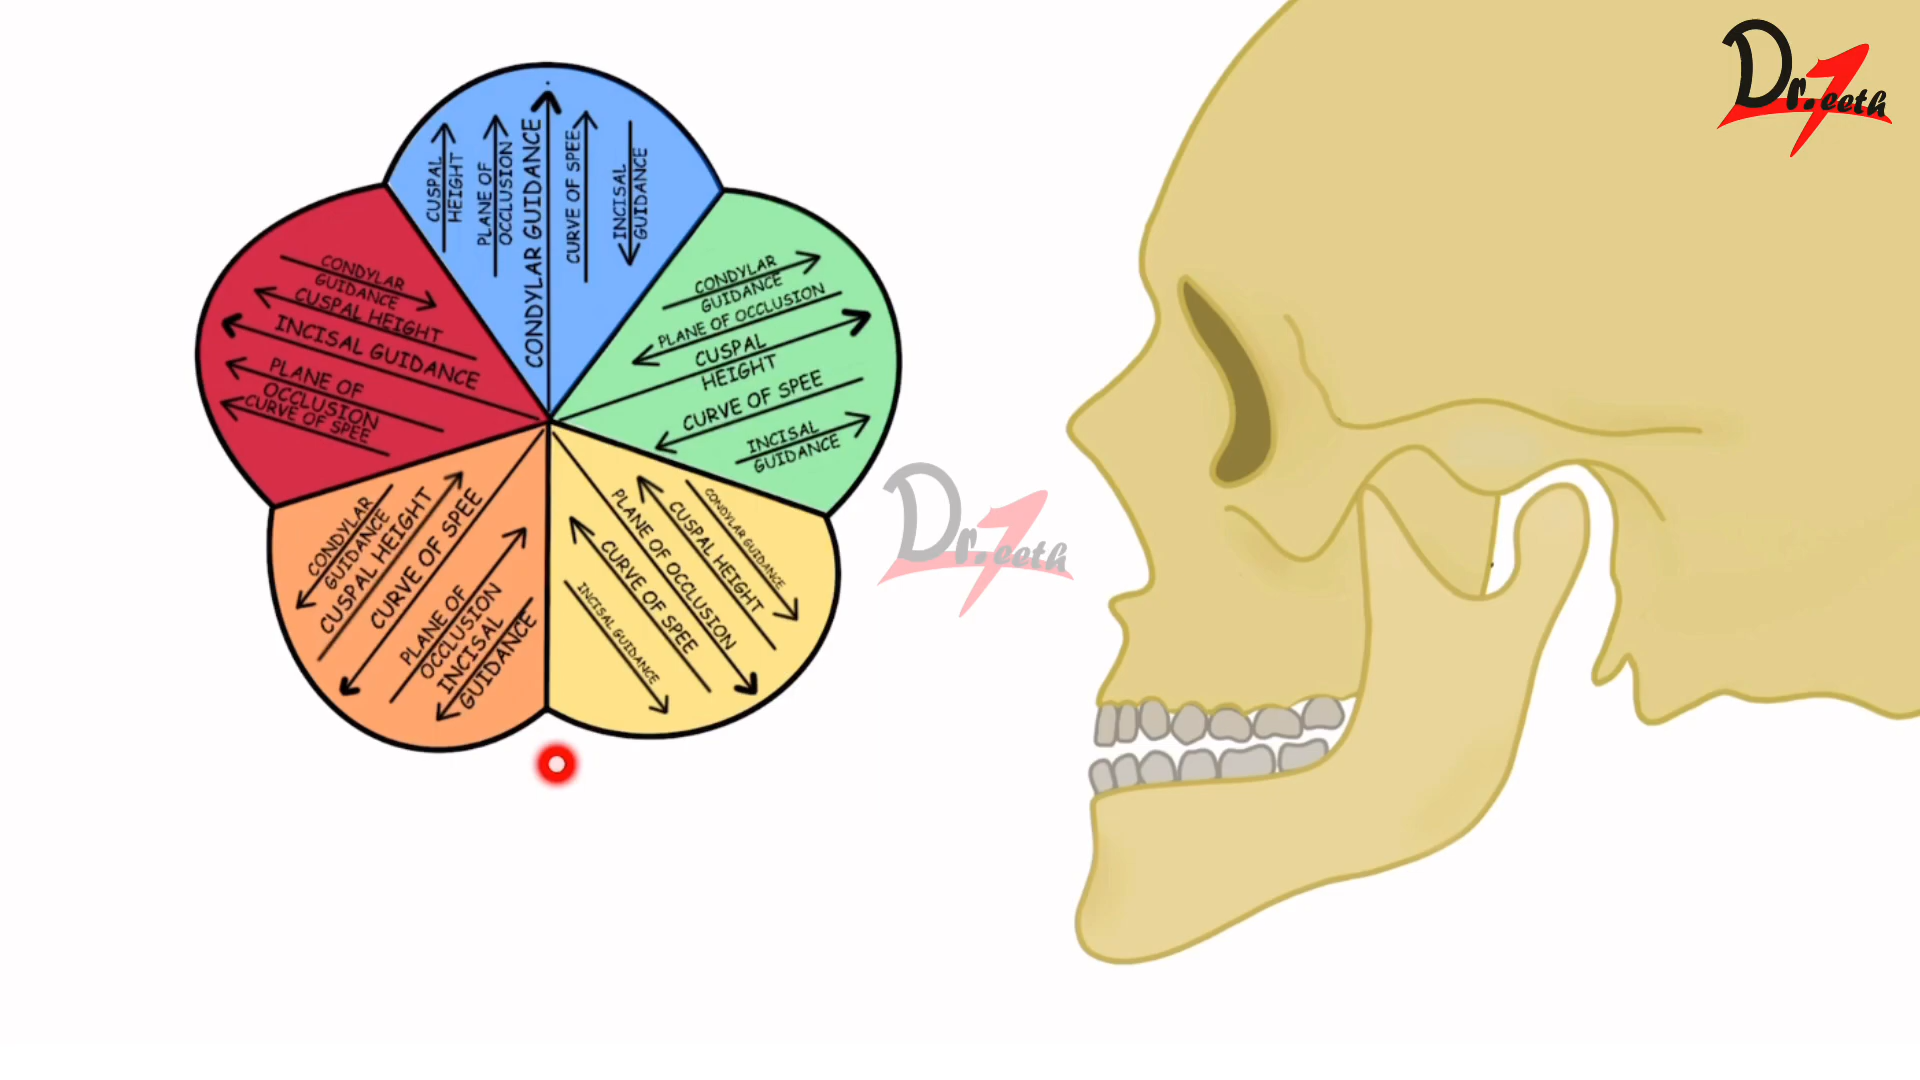 Dr. Teeth
CUSPAL
HEIGHT
PLANE OF
OCCLUSION
CONDYLAR GUIDANCE
CURVE OF SPEE
INCISAL
GUIDANCE
CONDYLAR
GUIDANCE
PLANE OF OCCLUSION
CUSPAL
HEIGHT
CURVE OF SPEE
INCISAL
GUIDANCE
CONDYLAR GUIDANCE
CUSPAL HEIGHT
PLANE OF OCCLUSION
CURVE OF SPEE
INCISAL GUIDANCE
CONDYLAR
GUIDANCE
CUSPAL HEIGHT
CURVE OF SPEE
PLANE OF
OCCLUSION
INCISAL
GUIDANCE
CONDYLAR
GUIDANCE
CUSPAL HEIGHT
INCISAL GUIDANCE
PLANE OF
OCCLUSION
CURVE OF SPEE
Dr. Teeth